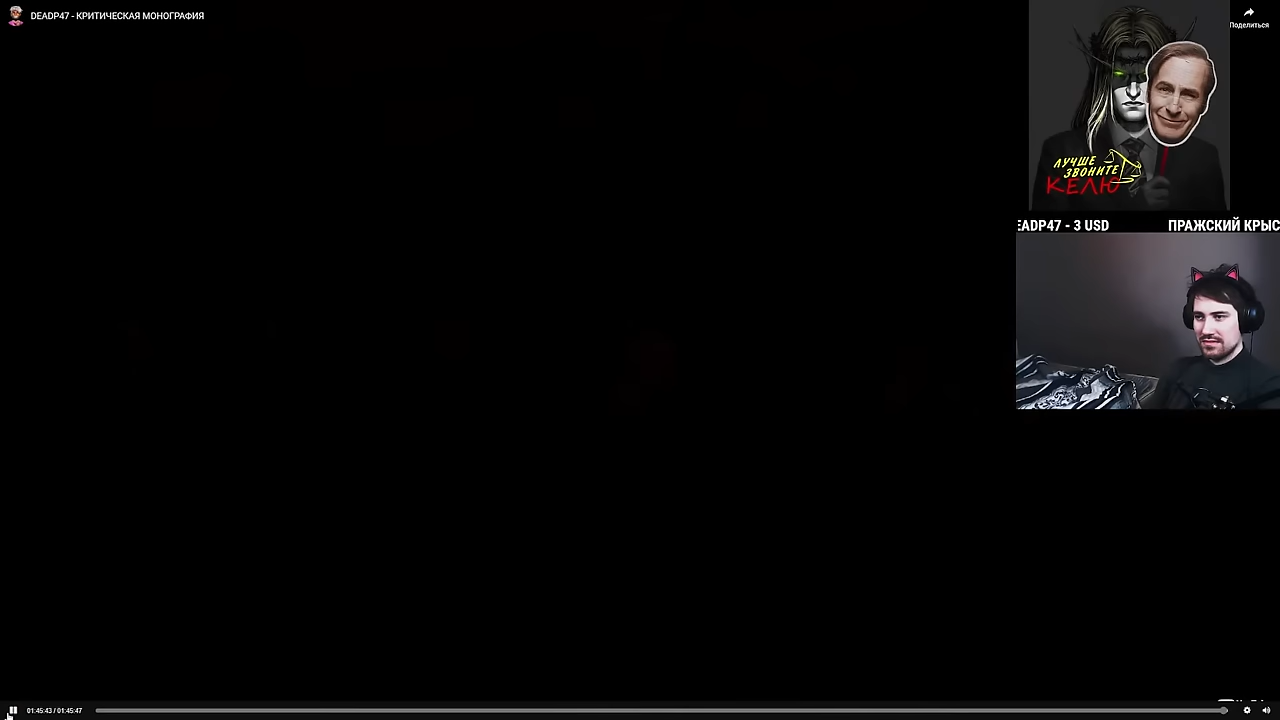 DEADP47 - КРИТИЧЕСКАЯ МОНОГРАФИЯ
Поделиться
ЛУЧШЕ
ЗВОНИТЕ
КЕЛЮ
EADP47 - 3 USD ПРАЖСКИЙ КРЫС
01:45:43 / 01:45:47